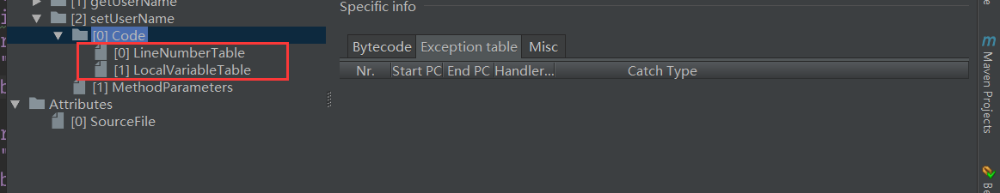 [1] getUserName
[2] setUserName
[0] Code
[0] LineNumberTable
[1] LocalVariableTable
[1] MethodParameters
Attributes
[0] SourceFile
Specific info
Bytecode Exception table Misc
Nr. Start PC End PC Handler... Catch Type
Maven Projects